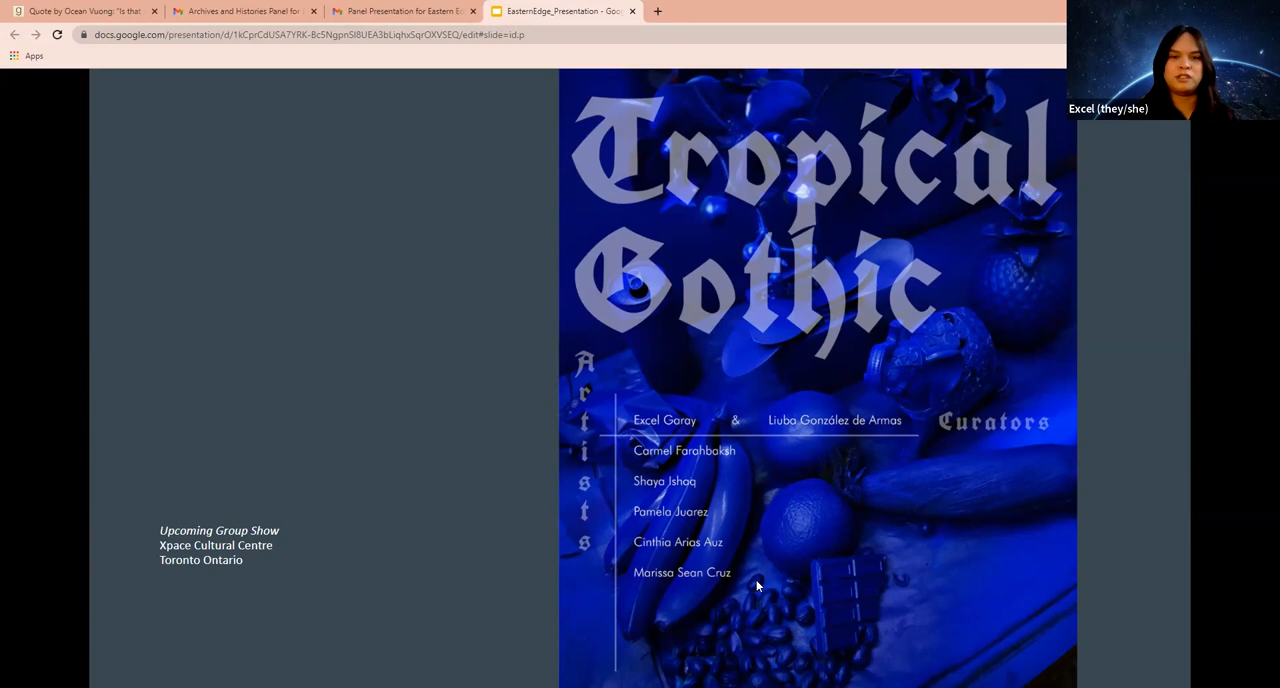 Quote by Ocean Vuong: "Is that
Archives and Histories Panel for
Panel Presentation for Eastern Ed
EasternEdge_Presentation - Goo
docs.google.com/presentation/d/1kCprCdUSA7YRK-Bc5NgpnSI8UEA3bLiqhxSqrOXVSEQ/edit#slide=id.p
Apps
Excel (they/she)
Tropical
Gothic
Artists
Excel Garay & Liuba González de Armas
Curators
Carmel Farahbaksh
Shaya Ishaq
Pamela Juarez
Cinthia Arias Auz
Marissa Sean Cruz
Upcoming Group Show
Xpace Cultural Centre
Toronto Ontario